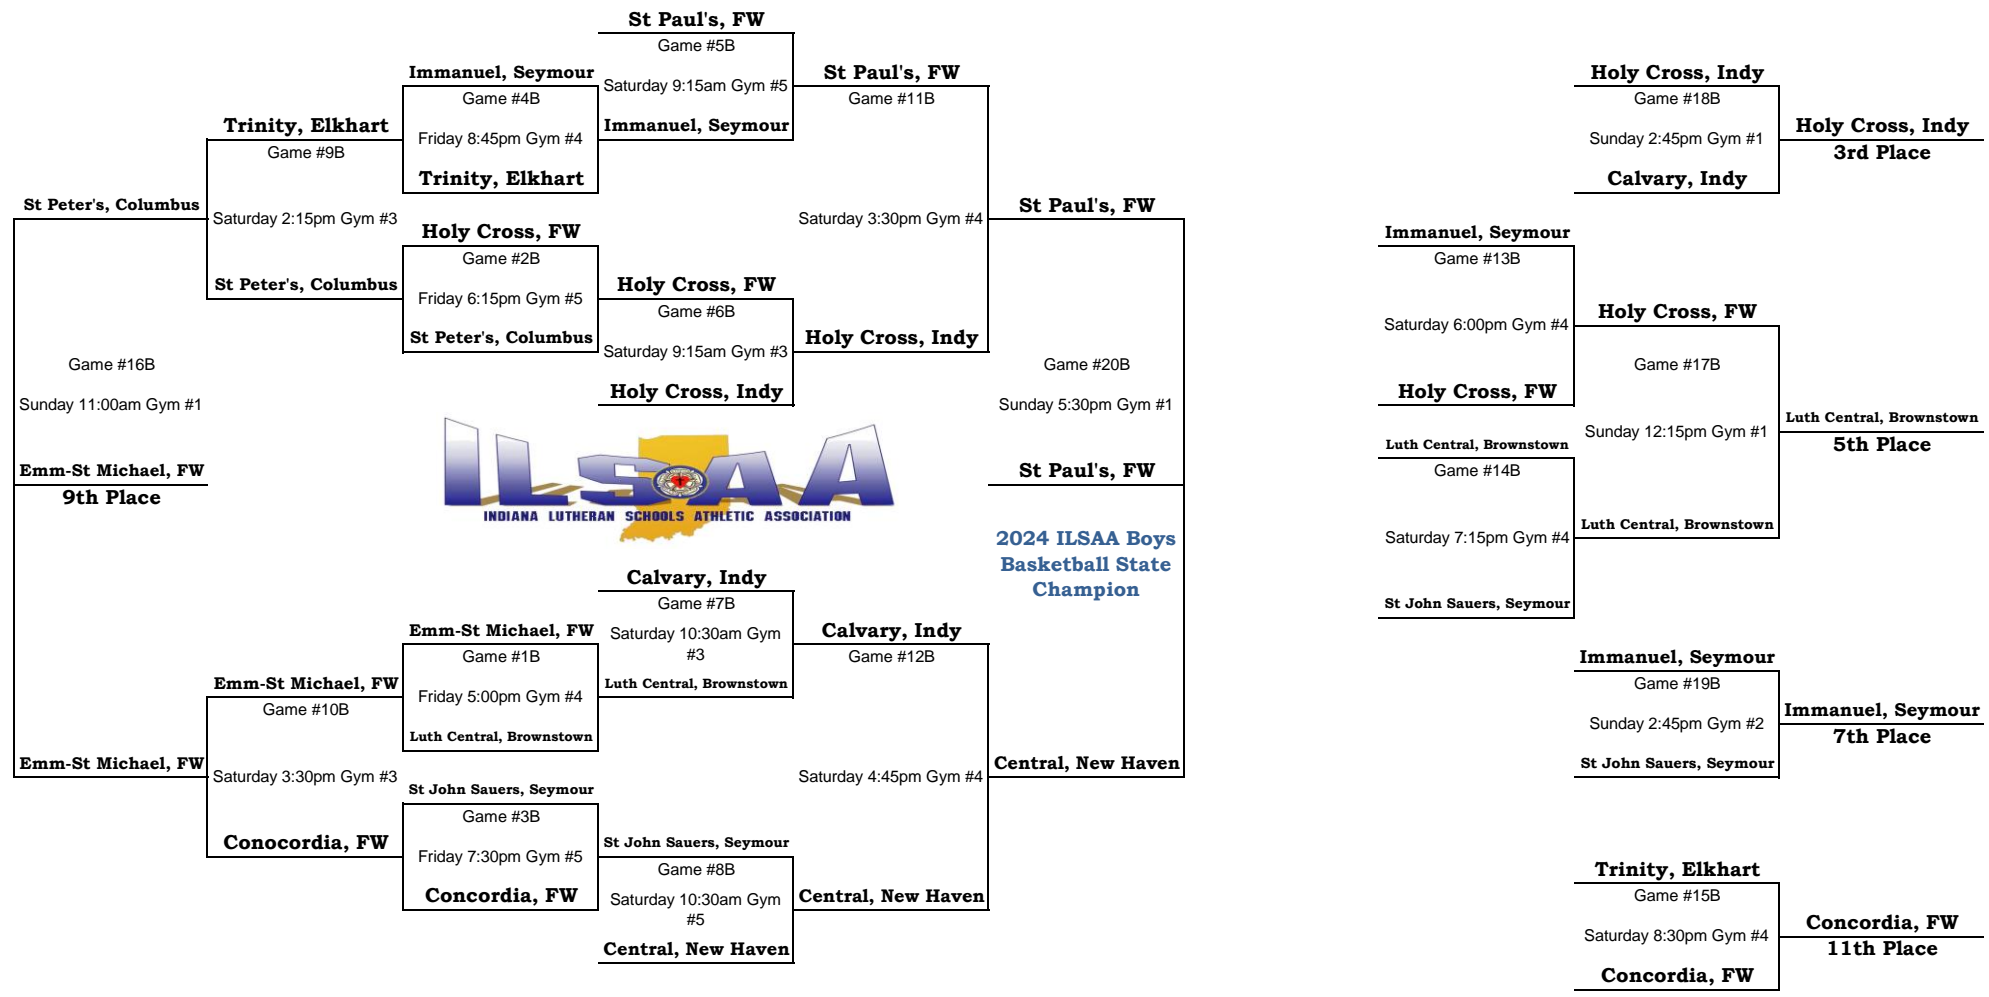 St Paul's, FW
Game #5B
Saturday 9:15am Gym #5
Immanuel, Seymour
Immanuel, Seymour
Game #4B
Friday 8:45pm Gym #4
Trinity, Elkhart
Trinity, Elkhart
Game #9B
Saturday 2:15pm Gym #3
St Peter's, Columbus
St Peter's, Columbus
Holy Cross, FW
Game #2B
Friday 6:15pm Gym #5
St Peter's, Columbus
Holy Cross, FW
Game #6B
Saturday 9:15am Gym #3
Holy Cross, Indy
St Paul's, FW
Game #11B
Saturday 3:30pm Gym #4
Holy Cross, Indy
Game #16B
Sunday 11:00am Gym #1
Emm-St Michael, FW
9th Place
ILSAA
INDIANA LUTHERAN SCHOOLS ATHLETIC ASSOCIATION
St Paul's, FW
Game #20B
Sunday 5:30pm Gym #1
St Paul's, FW
2024 ILSAA Boys
Basketball State
Champion
Central, New Haven
Calvary, Indy
Game #7B
Saturday 10:30am Gym
#3
Luth Central, Brownstown
Emm-St Michael, FW
Game #1B
Friday 5:00pm Gym #4
Luth Central, Brownstown
Emm-St Michael, FW
Game #10B
Saturday 3:30pm Gym #3
Emm-St Michael, FW
Conocordia, FW
St John Sauers, Seymour
Game #3B
Friday 7:30pm Gym #5
Concordia, FW
St John Sauers, Seymour
Game #8B
Saturday 10:30am Gym
#5
Central, New Haven
Calvary, Indy
Game #12B
Saturday 4:45pm Gym #4
Central, New Haven
Holy Cross, Indy
Game #18B
Sunday 2:45pm Gym #1
Calvary, Indy
Holy Cross, Indy
3rd Place
Immanuel, Seymour
Game #13B
Saturday 6:00pm Gym #4
Holy Cross, FW
Luth Central, Brownstown
Game #14B
Saturday 7:15pm Gym #4
St John Sauers, Seymour
Holy Cross, FW
Game #17B
Sunday 12:15pm Gym #1
Luth Central, Brownstown
Luth Central, Brownstown
5th Place
Immanuel, Seymour
Game #19B
Sunday 2:45pm Gym #2
St John Sauers, Seymour
Immanuel, Seymour
7th Place
Trinity, Elkhart
Game #15B
Saturday 8:30pm Gym #4
Concordia, FW
Concordia, FW
11th Place